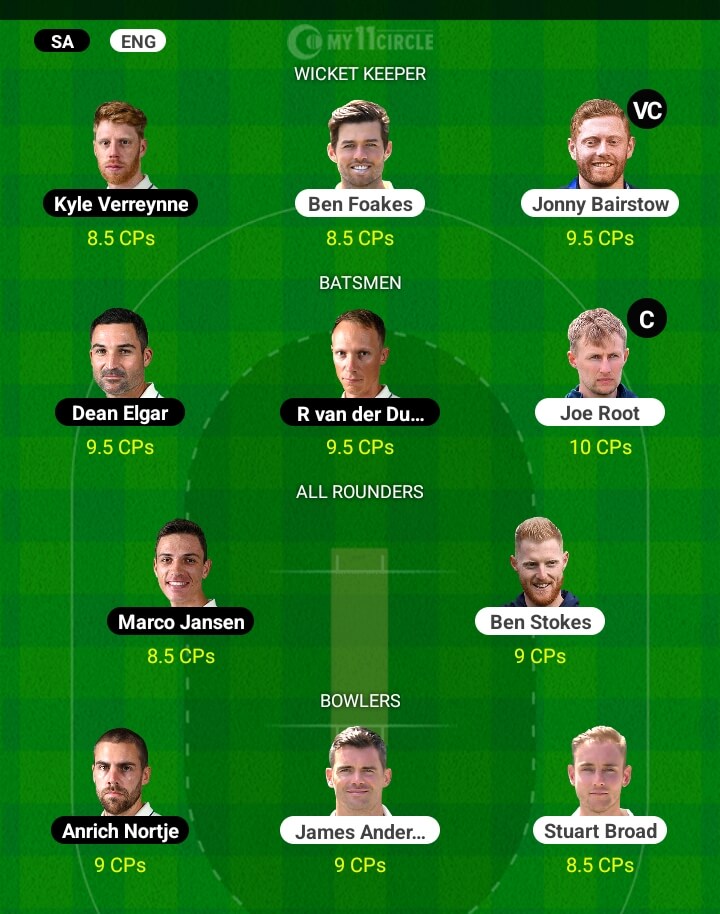 SA ENG MY11CIRCLE
WICKET KEEPER
VC
Kyle Verreynne Ben Foakes Jonny Bairstow
8.5 CPs 8.5 CPs 9.5 CPs
BATSMEN
C
Dean Elgar R van der Du... Joe Root
9.5 CPs 9.5 CPs 10 CPs
ALL ROUNDERS
Marco Jansen Ben Stokes
8.5 CPs 9 CPs
BOWLERS
Anrich Nortje James Ander... Stuart Broad
9 CPs 9 CPs 8.5 CPs